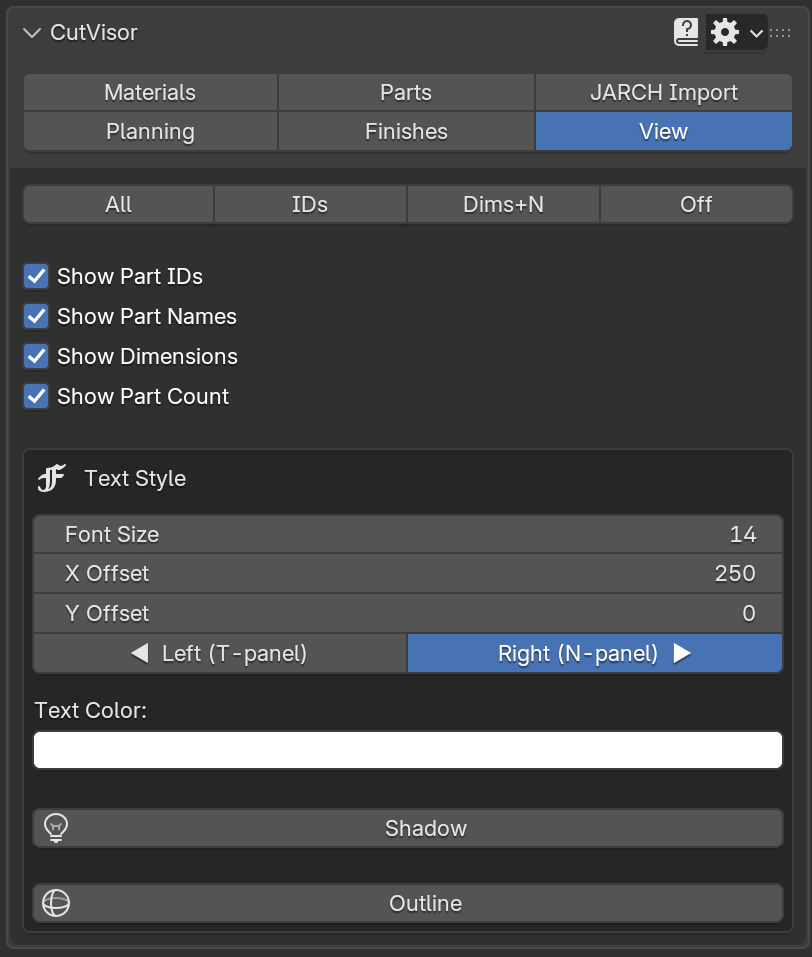 CutVisor
Materials Parts JARCH Import
Planning Finishes View
All IDs Dims+N Off
Show Part IDs
Show Part Names
Show Dimensions
Show Part Count
Text Style
Font Size 14
X Offset 250
Y Offset 0
Left (T-panel) Right (N-panel)
Text Color:
Shadow
Outline